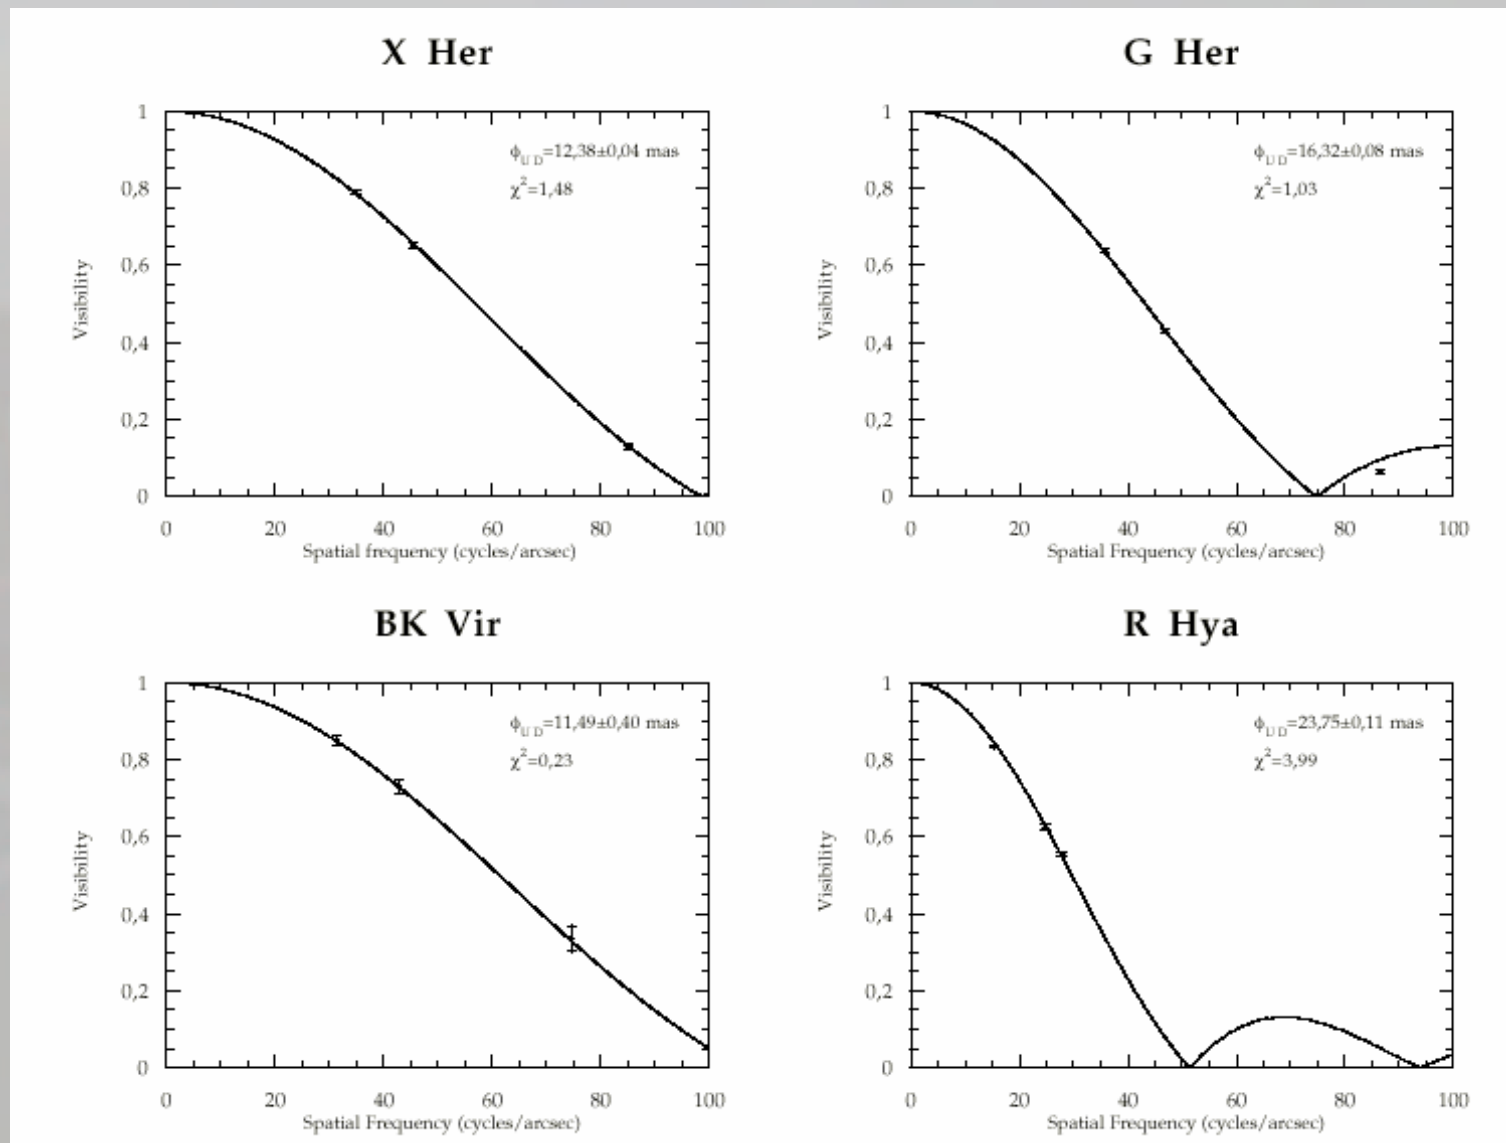 X Her
1
0,8
0,6
0,4
0,2
0
Visibility
ϕUD=12,38±0,04 mas
χ²=1,48
0 20 40 60 80 100
Spatial frequency (cycles/arcsec)
G Her
1
0,8
0,6
0,4
0,2
0
Visibility
ϕUD=16,32±0,08 mas
χ²=1,03
0 20 40 60 80 100
Spatial Frequency (cycles/arcsec)
BK Vir
1
0,8
0,6
0,4
0,2
0
Visibility
ϕUD=11,49±0,40 mas
χ²=0,23
0 20 40 60 80 100
Spatial Frequency (cycles/arcsec)
R Hya
1
0,8
0,6
0,4
0,2
0
Visibility
ϕUD=23,75±0,11 mas
χ²=3,99
0 20 40 60 80 100
Spatial Frequency (cycles/arcsec)